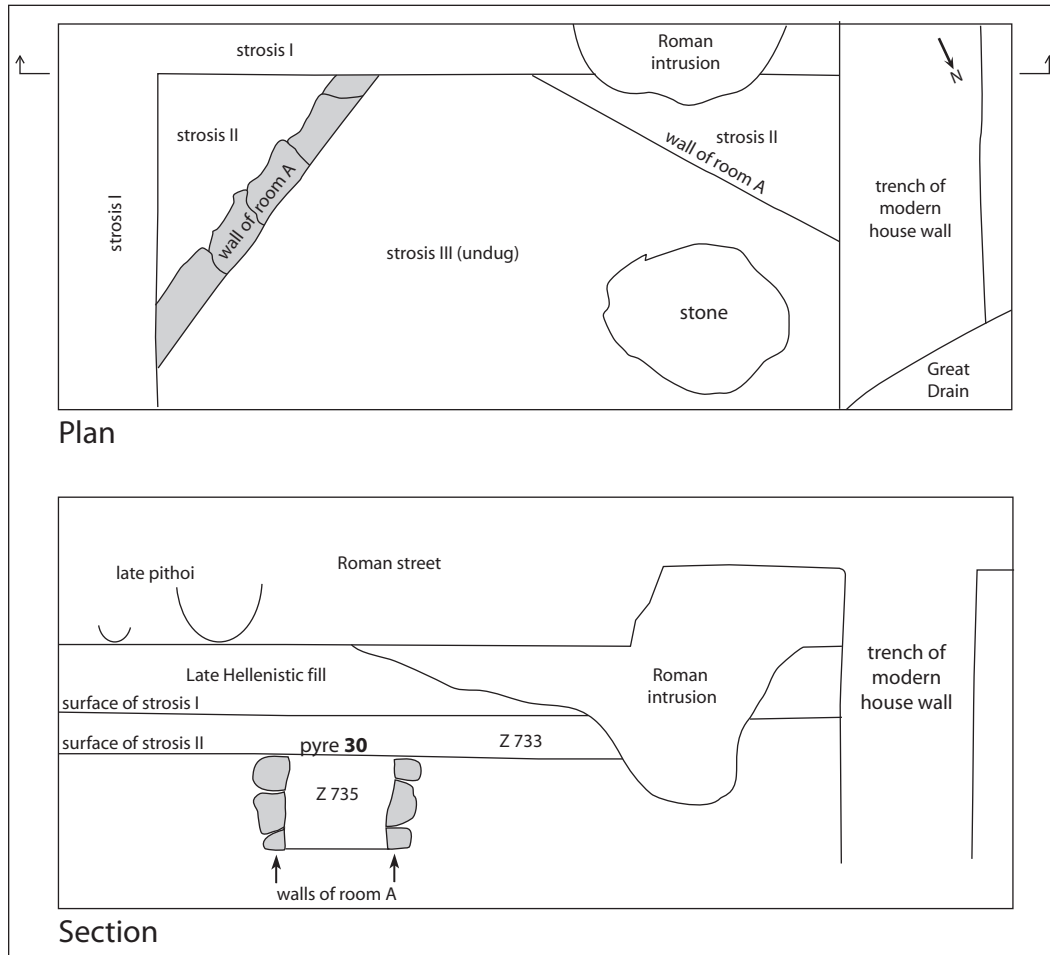 strosis I
Roman
intrusion
N
strosis II
strosis II
wall of room A
wall of room A
strosis I
trench of
modern
house wall
strosis III (undug)
stone
Great
Drain
Plan
Roman street
late pithoi
Late Hellenistic fill
trench of
modern
house wall
Roman
intrusion
surface of strosis I
surface of strosis II
pyre 30
Z 733
Z 735
walls of room A
Section